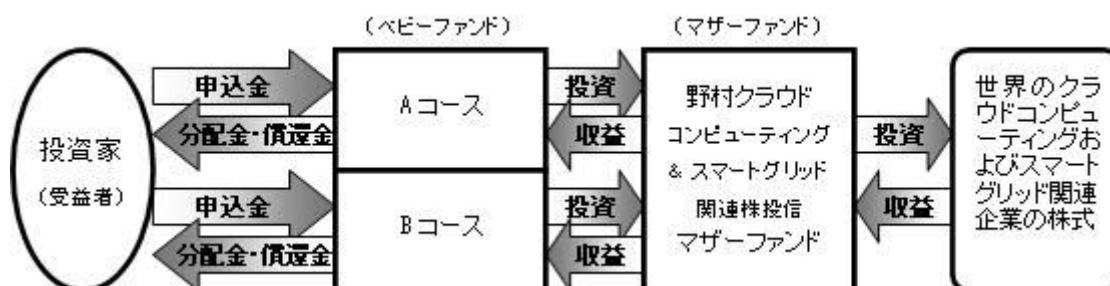 (ベビーファンド)
(マザーファンド)
投資家
(受益者)
申込金
分配金・償還金
申込金
分配金・償還金
Aコース
Bコース
投資
収益
投資
収益
野村クラウド
コンピューティング
& スマートグリッド
関連株投信
マザーファンド
投資
収益
世界のクラ
ウドコンピュ
ーティングお
よびスマート
グリッド関連
企業の株式